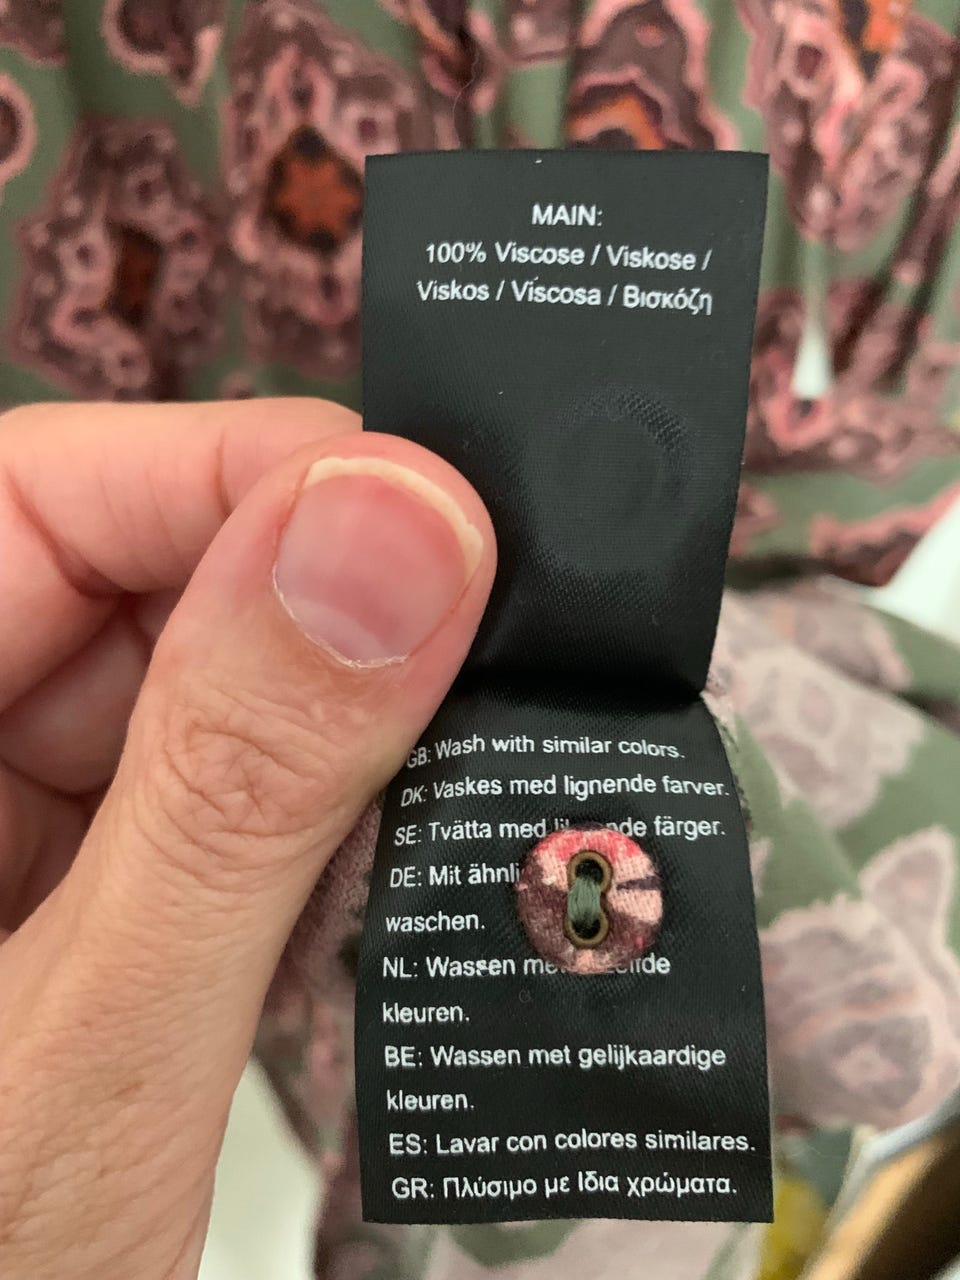 MAIN:
100% Viscose / Viskose /
Viskos / Viscosa / Βισκόζη
GB: Wash with similar colors.
DK: Vaskes med lignende farver.
SE: Tvätta med färger.
DE: Mit
waschen.
NL: Wassen
kleuren.
BE: Wassen met gelijkaardige
kleuren.
ES: Lavar con colores similares.
GR: Πλύσιμο με Ιδια χρώματα.